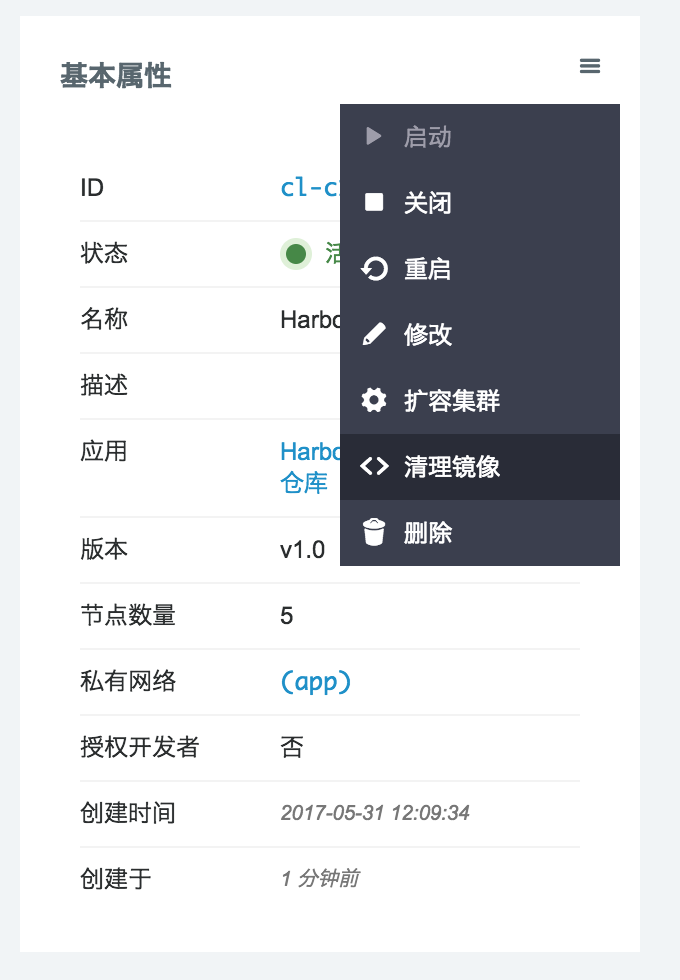 基本属性
启动
ID
cl-c
关闭
状态
重启
名称
修改
描述
扩容集群
应用
清理镜像
仓库
删除
版本
v1.0
节点数量
5
私有网络
(app)
授权开发者
否
创建时间
2017-05-31 12:09:34
创建于
1 分钟前